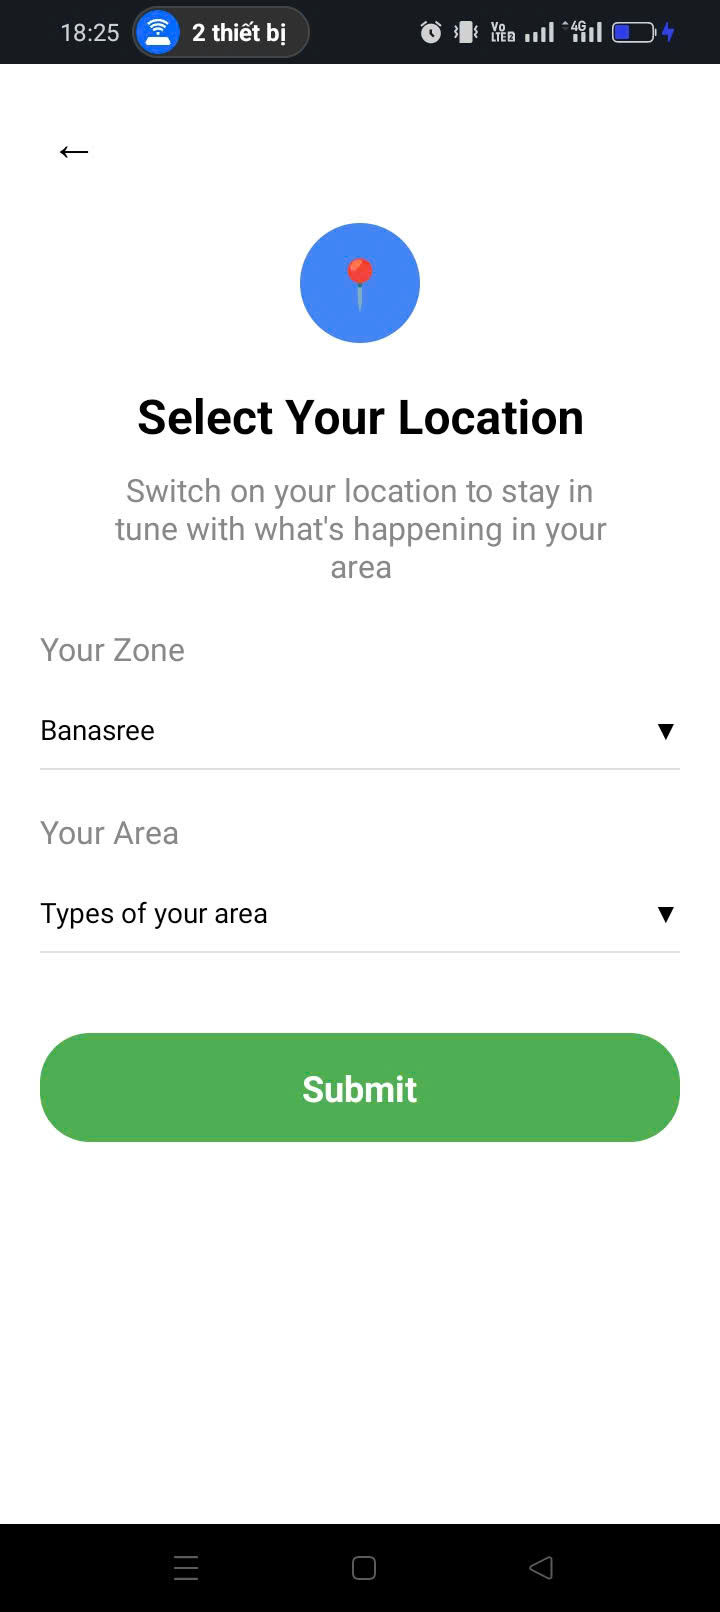 18:25
2 thiết bị
Vo
LTE2
4G
←
Select Your Location
Switch on your location to stay in
tune with what's happening in your
area
Your Zone
Banasree
Your Area
Types of your area
Submit